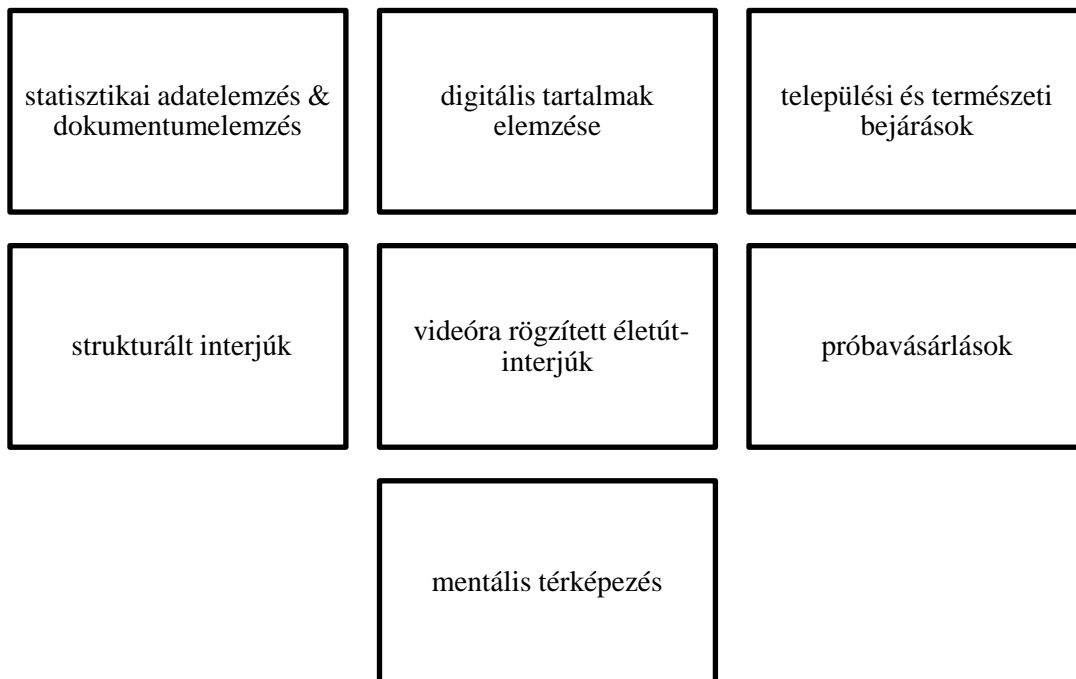 statisztikai adatelemzés &
dokumentumelemzés
digitális tartalmak
elemzése
települési és természeti
bejárások
strukturált interjúk
videóra rögzített életút-
interjúk
próbavásárlások
mentális térképezés